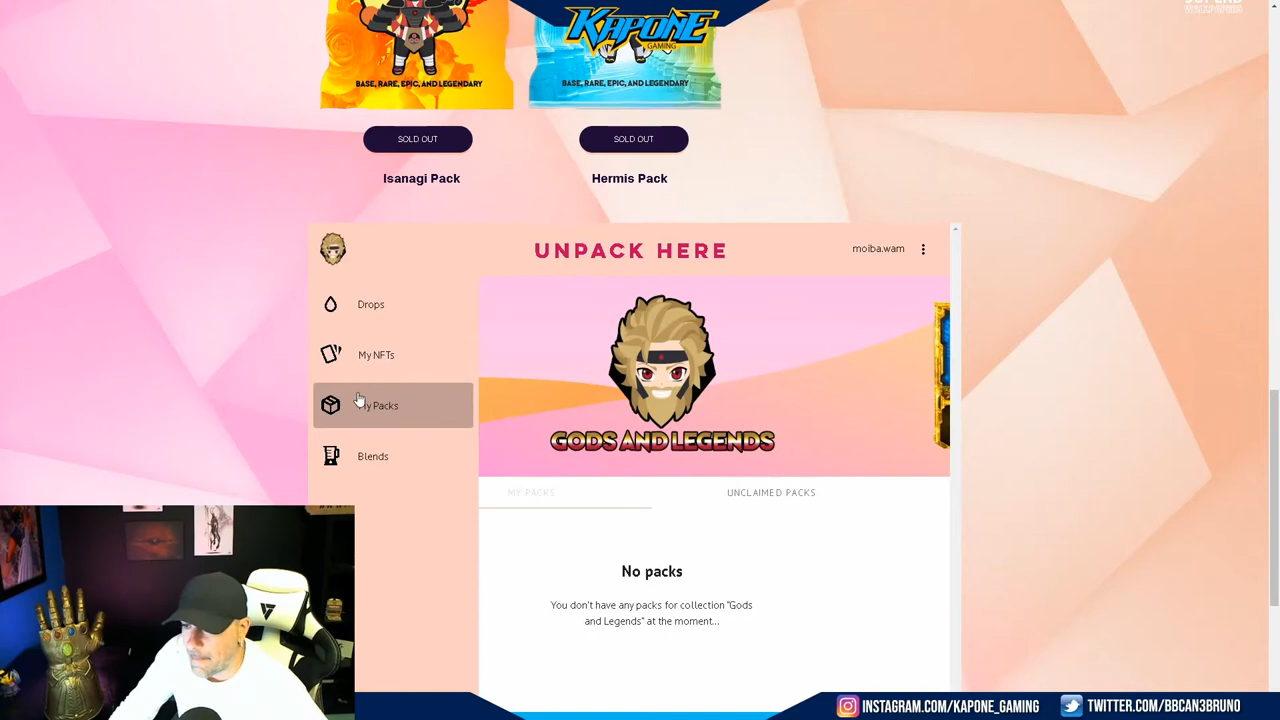 KAPONE
GAMING
WALLPAPERS
BASE, RARE, EPIC, AND LEGENDARY
BASE, RARE, EPIC, AND LEGENDARY
SOLD OUT
SOLD OUT
Isanagi Pack
Hermis Pack
UNPACK HERE
moiba.wam
Drops
My NFTs
My Packs
Blends
GODS AND LEGENDS
MY PACKS
UNCLAIMED PACKS
No packs
You don't have any packs for collection "Gods
and Legends" at the moment...
INSTAGRAM.COM/KAPONE_GAMING
TWITTER.COM/BBCAN3BRUNO